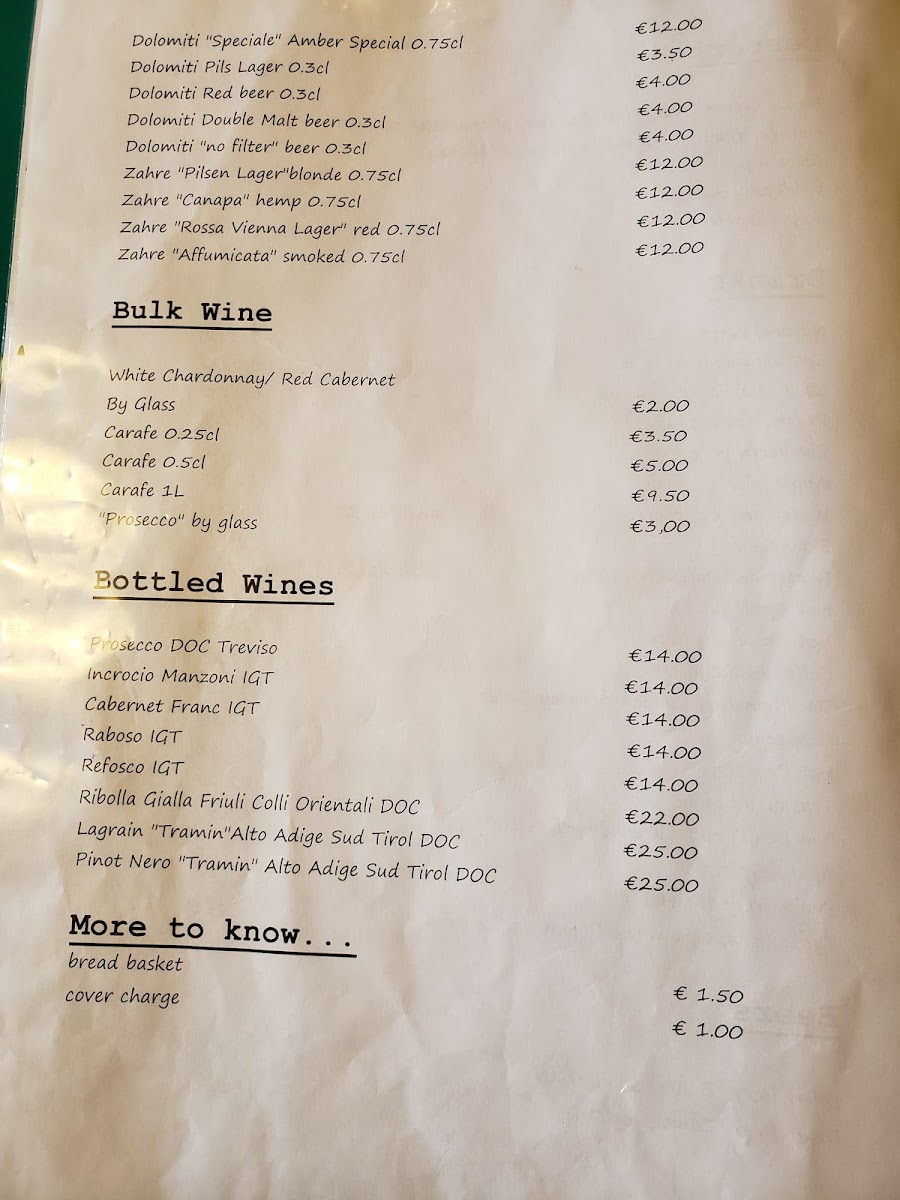 Dolomiti "Speciale" Amber Special 0.75cl €12.00
Dolomiti Pils Lager 0.3cl €3.50
Dolomiti Red beer 0.3cl €4.00
Dolomiti Double Malt beer 0.3cl €4.00
Dolomiti "no filter" beer 0.3cl €4.00
Zahre "Pilsen Lager"blonde 0.75cl €12.00
Zahre "Canapa" hemp 0.75cl €12.00
Zahre "Rossa Vienna Lager" red 0.75cl €12.00
Zahre "Affumicata" smoked 0.75cl €12.00
Bulk Wine
White Chardonnay/ Red Cabernet
By Glass €2.00
Carafe 0.25cl €3.50
Carafe 0.5cl €5.00
Carafe 1L €9.50
"Prosecco" by glass €3,00
Bottled Wines
Prosecco DOC Treviso €14.00
Incrocio Manzoni IGT €14.00
Cabernet Franc IGT €14.00
Raboso IGT €14.00
Refosco IGT €14.00
Ribolla Gialla Friuli Colli Orientali DOC €22.00
Lagrain "Tramin"Alto Adige Sud Tirol DOC €25.00
Pinot Nero "Tramin" Alto Adige Sud Tirol DOC €25.00
More to know...
bread basket € 1.50
cover charge € 1.00